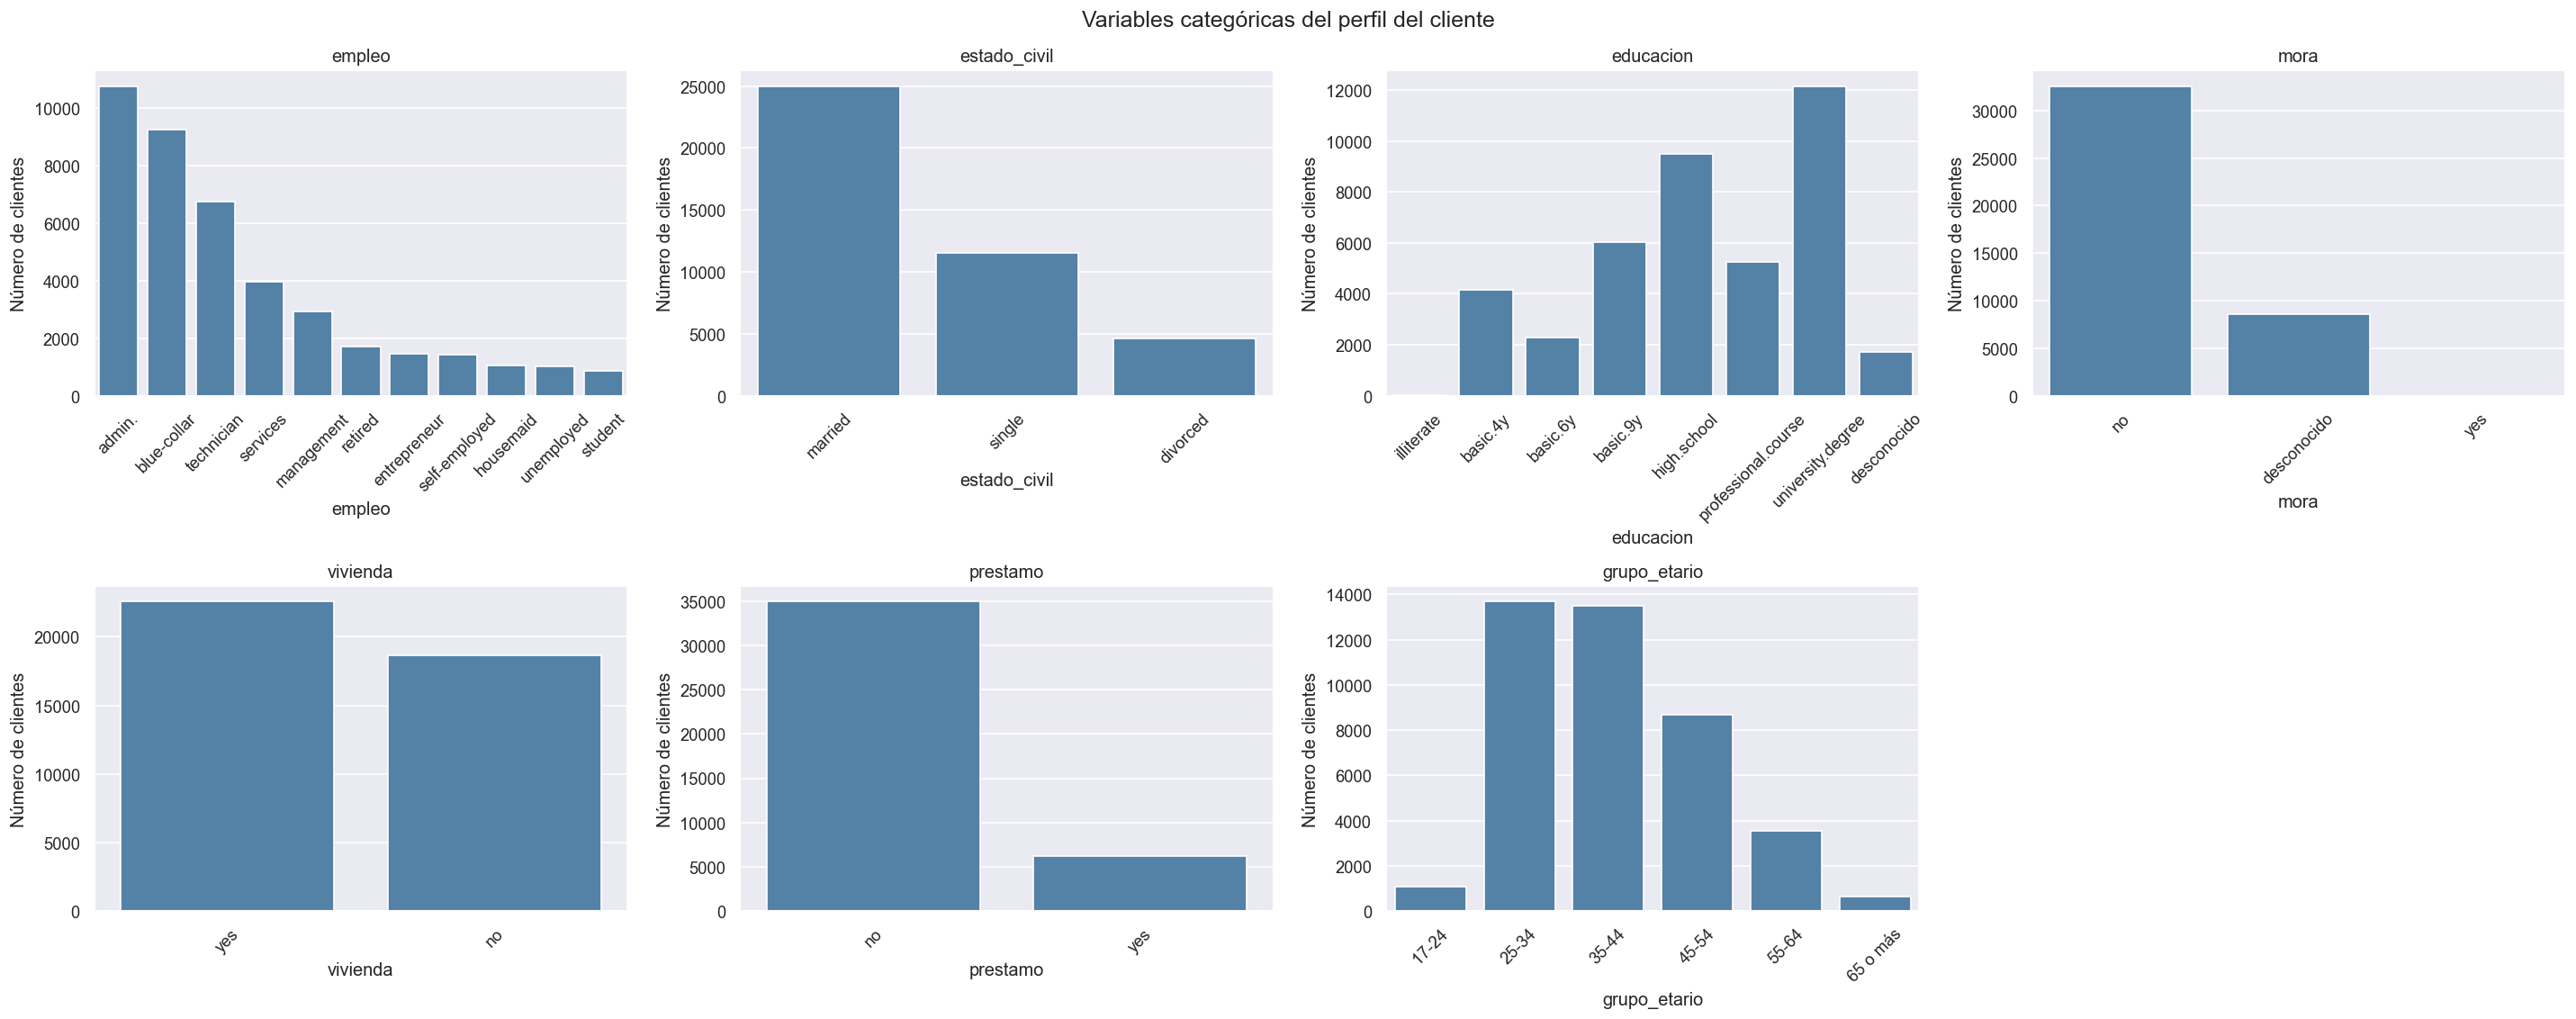 Variables categóricas del perfil del cliente
empleo
Número de clientes
10000
8000
6000
4000
2000
0
admin.
blue-collar
technician
services
management
retired
entrepreneur
self-employed
housemaid
unemployed
student
empleo
estado_civil
Número de clientes
25000
20000
15000
10000
5000
0
married
single
divorced
estado_civil
educacion
Número de clientes
12000
10000
8000
6000
4000
2000
0
illiterate
basic.4y
basic.6y
basic.9y
high.school
professional.course
university.degree
desconocido
educacion
mora
Número de clientes
30000
25000
20000
15000
10000
5000
0
no
desconocido
yes
mora
vivienda
Número de clientes
20000
15000
10000
5000
0
yes
no
vivienda
prestamo
Número de clientes
35000
30000
25000
20000
15000
10000
5000
0
no
yes
prestamo
grupo_etario
Número de clientes
14000
12000
10000
8000
6000
4000
2000
0
17-24
25-34
35-44
45-54
55-64
65 o más
grupo_etario